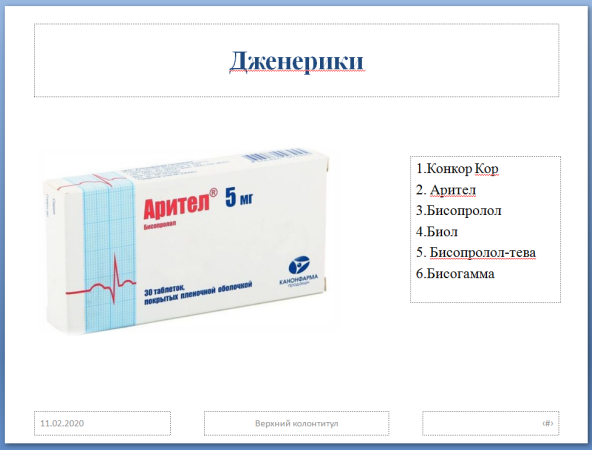 Дженерики
Арител® 5 мг
Бисопролол
30 таблеток,
покрытых пленочной оболочкой
КАНОНФАРМА
1.Конкор Кор
2. Арител
3.Бисопролол
4.Биол
5. Бисопролол-тева
6.Бисогамма
11.02.2020
Верхний колонтитул
‹#›